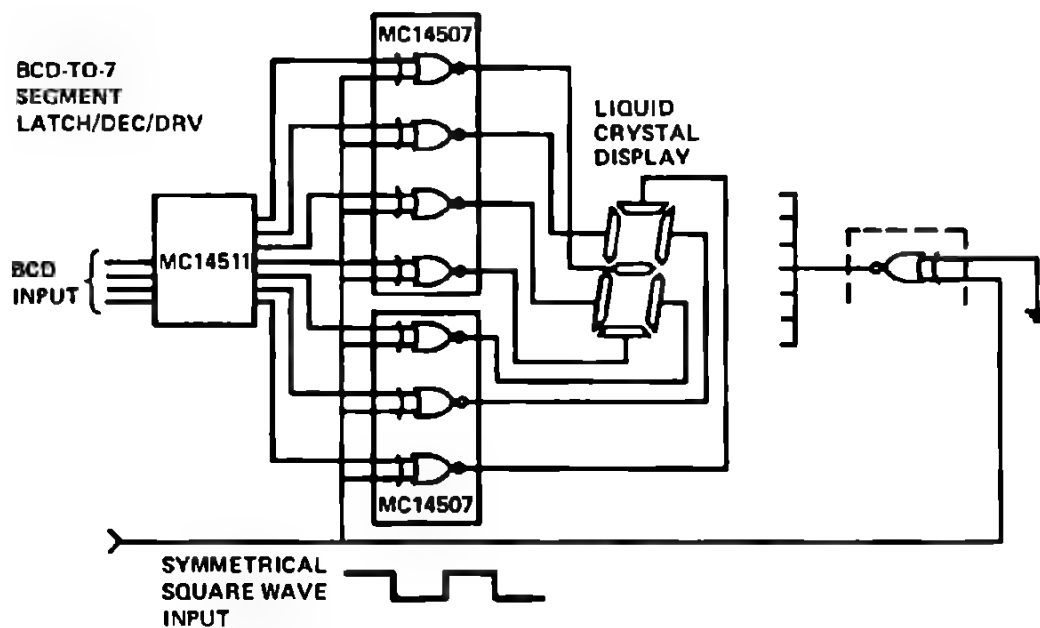 MC14507
BCD-TO-7
SEGMENT
LATCH/DEC/DRV
LIQUID
CRYSTAL
DISPLAY
MC14511
BCD
INPUT
MC14507
SYMMETRICAL
SQUARE WAVE
INPUT